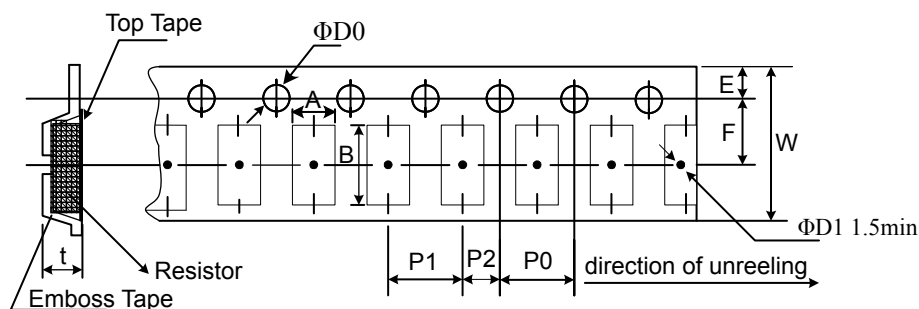 Top Tape
ΦD0
A
B
E
F
W
ΦD1 1.5min
t
Resistor
Emboss Tape
P1
P2
P0
direction of unreeling